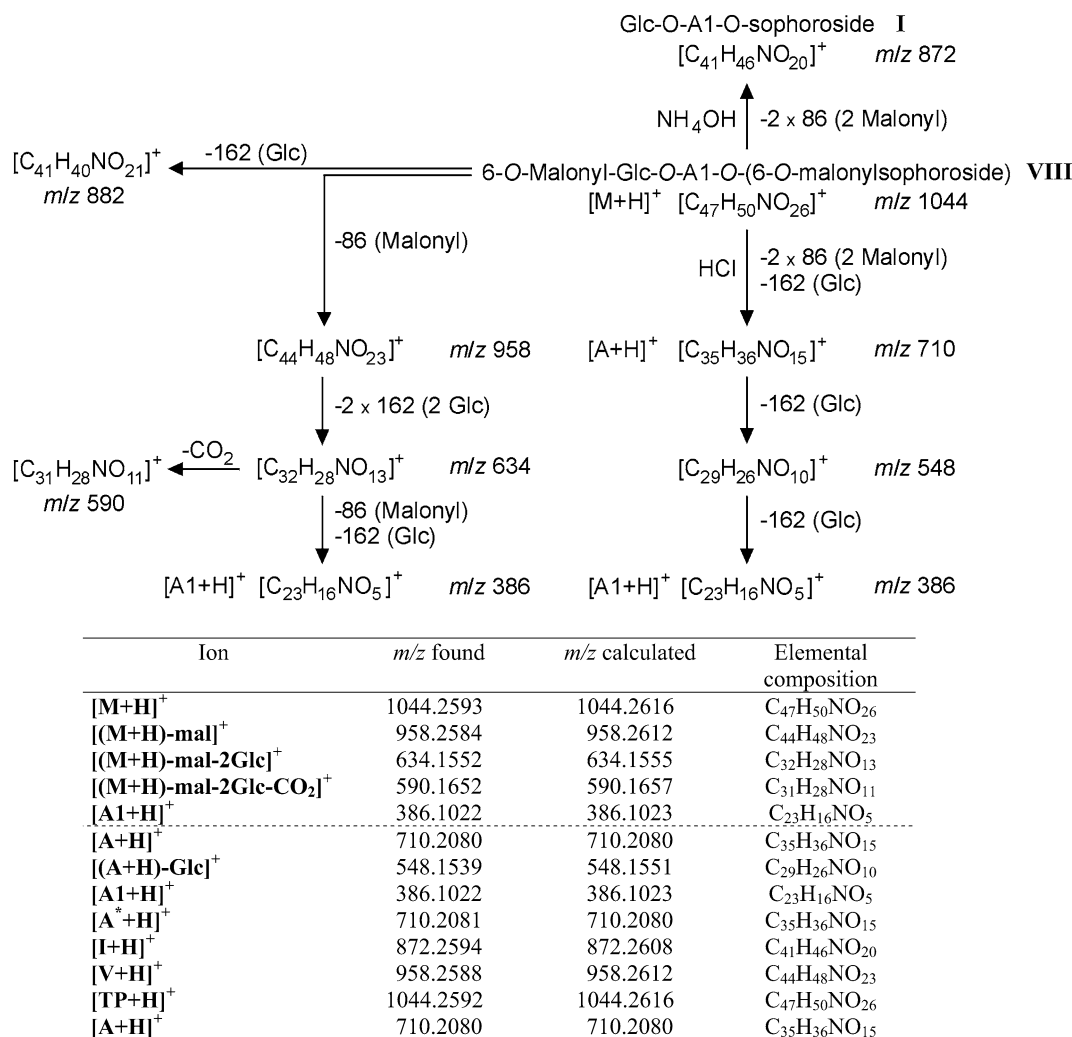 Glc-O-A1-O-sophoroside I
[C41H46NO20]+ m/z 872
NH4OH -2 x 86 (2 Malonyl)
[C41H40NO21]+ -162 (Glc)
m/z 882
6-O-Malonyl-Glc-O-A1-O-(6-O-malonylsophoroside) VIII
[M+H]+ [C47H50NO26]+ m/z 1044
-86 (Malonyl)
HCl -2 x 86 (2 Malonyl)
-162 (Glc)
[C44H48NO23]+ m/z 958
[A+H]+ [C35H36NO15]+ m/z 710
-2 x 162 (2 Glc)
-162 (Glc)
[C31H28NO11]+ -CO2 [C32H28NO13]+ m/z 634
m/z 590
[C29H26NO10]+ m/z 548
-86 (Malonyl)
-162 (Glc)
-162 (Glc)
[A1+H]+ [C23H16NO5]+ m/z 386
[A1+H]+ [C23H16NO5]+ m/z 386
Ion m/z found m/z calculated Elemental
composition
[M+H]+ 1044.2593 1044.2616 C47H50NO26
[(M+H)-mal]+ 958.2584 958.2612 C44H48NO23
[(M+H)-mal-2Glc]+ 634.1552 634.1555 C32H28NO13
[(M+H)-mal-2Glc-CO2]+ 590.1652 590.1657 C31H28NO11
[A1+H]+ 386.1022 386.1023 C23H16NO5
[A+H]+ 710.2080 710.2080 C35H36NO15
[(A+H)-Glc]+ 548.1539 548.1551 C29H26NO10
[A1+H]+ 386.1022 386.1023 C23H16NO5
[A*+H]+ 710.2081 710.2080 C35H36NO15
[I+H]+ 872.2594 872.2608 C41H46NO20
[V+H]+ 958.2588 958.2612 C44H48NO23
[TP+H]+ 1044.2592 1044.2616 C47H50NO26
[A+H]+ 710.2080 710.2080 C35H36NO15